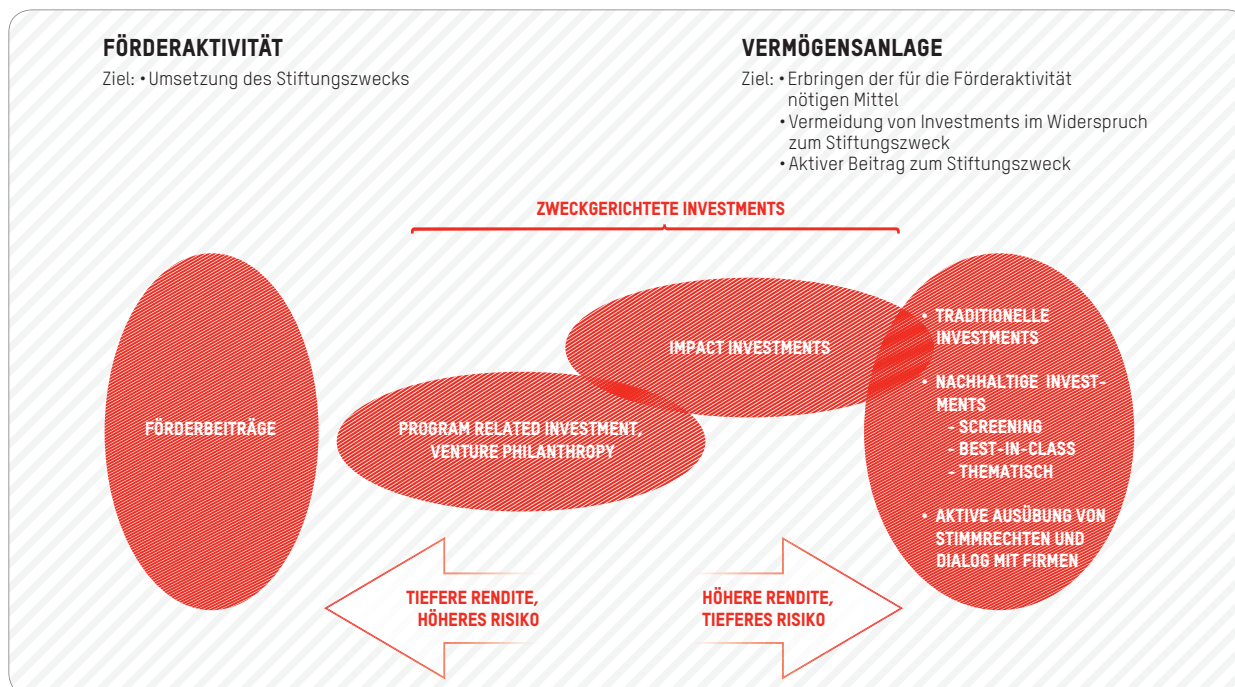 FÖRDERAKTIVITÄT
Ziel: • Umsetzung des Stiftungszwecks
VERMÖGENSANLAGE
Ziel: • Erbringen der für die Förderaktivität
nötigen Mittel
• Vermeidung von Investments im Widerspruch
zum Stiftungszweck
• Aktiver Beitrag zum Stiftungszweck
ZWECKGERICHTETE INVESTMENTS
FÖRDERBEITRÄGE
PROGRAM RELATED INVESTMENT,
VENTURE PHILANTHROPY
IMPACT INVESTMENTS
• TRADITIONELLE
INVESTMENTS
• NACHHALTIGE INVEST-
MENTS
- SCREENING
- BEST-IN-CLASS
- THEMATISCH
• AKTIVE AUSÜBUNG VON
STIMMRECHTEN UND
DIALOG MIT FIRMEN
TIEFERE RENDITE,
HÖHERES RISIKO
HÖHERE RENDITE,
TIEFERES RISIKO